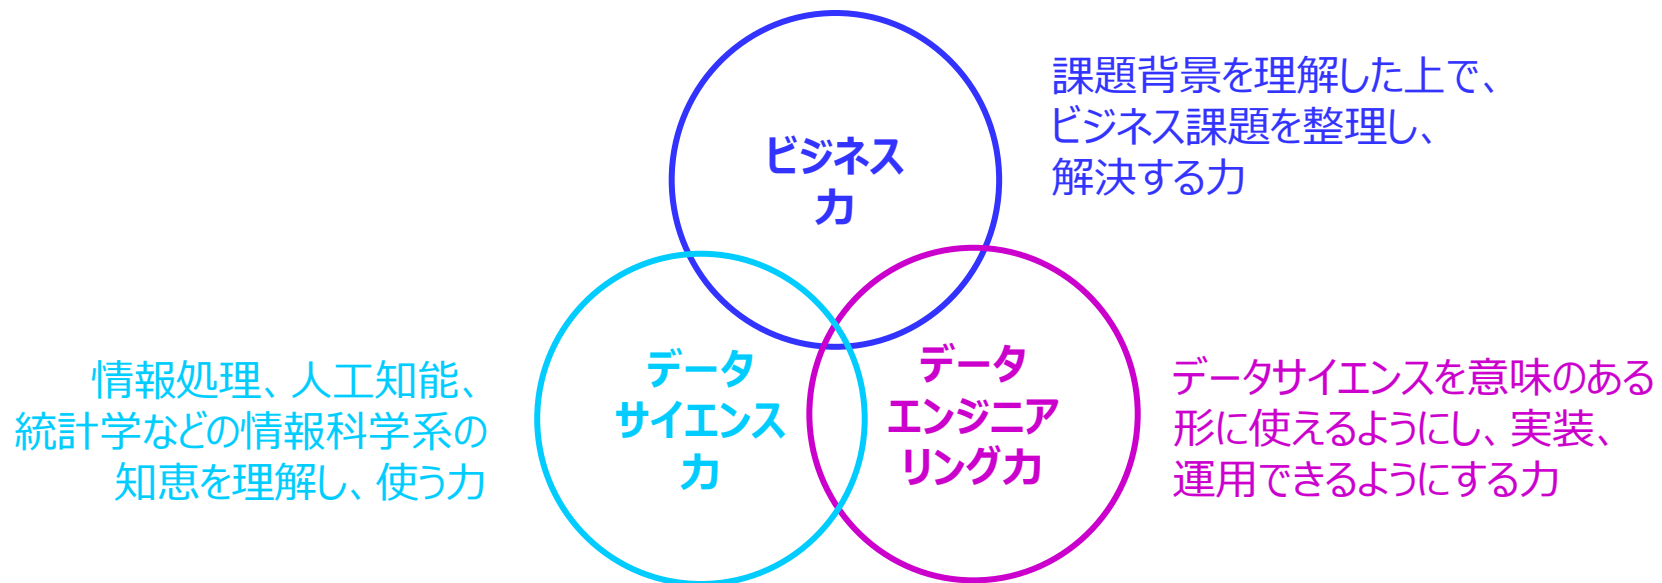 ビジネス
力
課題背景を理解した上で、
ビジネス課題を整理し、
解決する力
情報処理、人工知能、
統計学などの情報科学系の
知恵を理解し、使う力
データ
サイエンス
力
データ
エンジニア
リング力
データサイエンスを意味のある
形に使えるようにし、実装、
運用できるようにする力